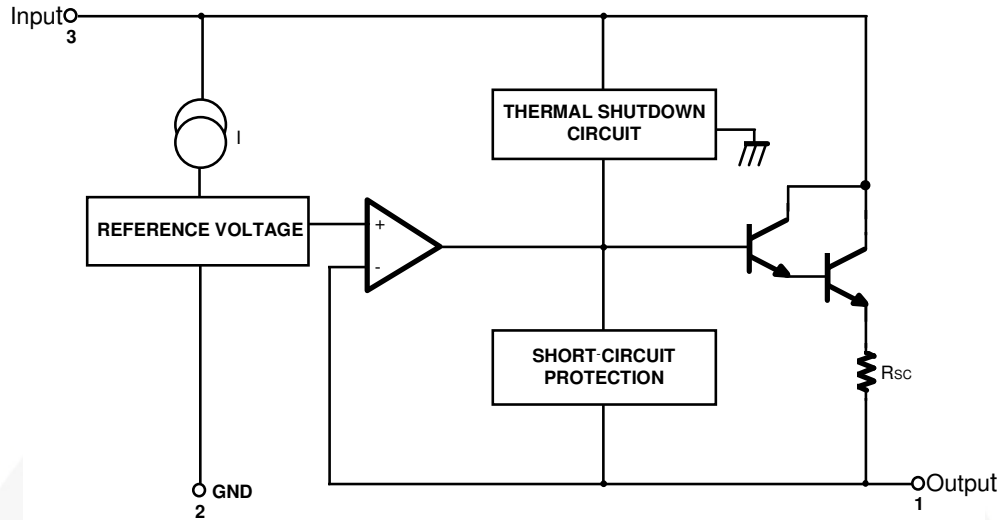 Input
3
THERMAL SHUTDOWN
CIRCUIT
I
REFERENCE VOLTAGE
+
-
SHORT-CIRCUIT
PROTECTION
RSC
GND
2
Output
1